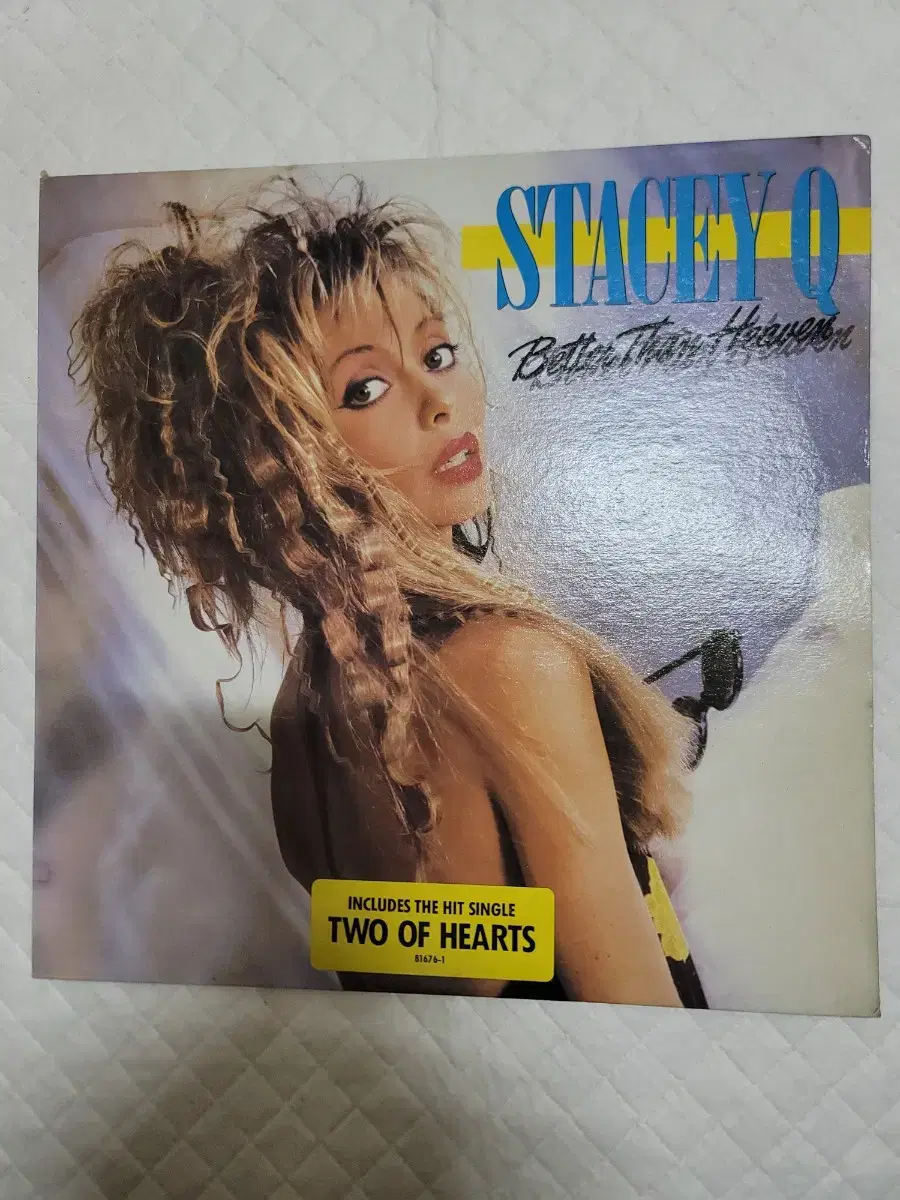 STACEY Q
Better Than Heaven
INCLUDES THE HIT SINGLE
TWO OF HEARTS
81676-1